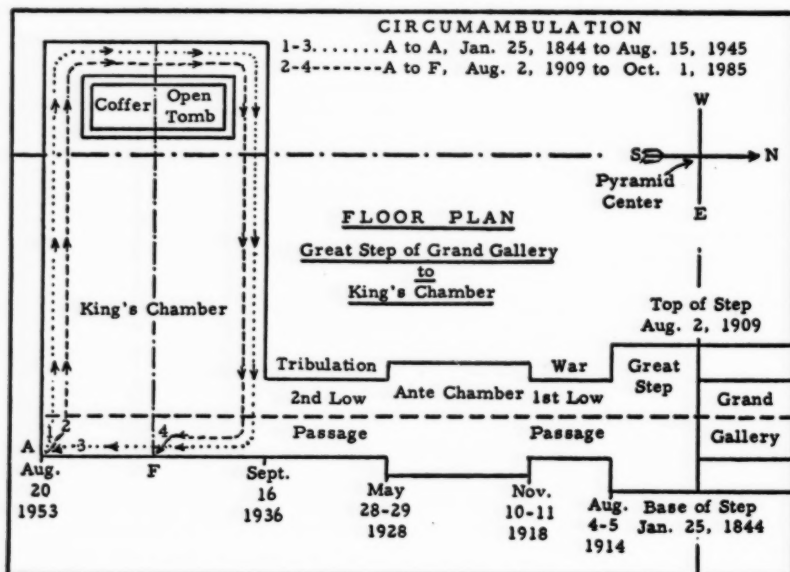 CIRCUMAMBULATION
1-3.......A to A, Jan. 25, 1844 to Aug. 15, 1945
2-4-------A to F, Aug. 2, 1909 to Oct. 1, 1985
Coffer
Open
Tomb
W
S
N
Pyramid
Center
E
FLOOR PLAN
Great Step of Grand Gallery
to
King's Chamber
King's Chamber
Top of Step
Aug. 2, 1909
Tribulation
War
Great
Step
2nd Low
Ante Chamber
1st Low
Grand
Passage
Passage
Gallery
1
2
3
4
A
Aug.
20
1953
F
Sept.
16
1936
May
28-29
1928
Nov.
10-11
1918
Aug.
4-5
1914
Base of Step
Jan. 25, 1844